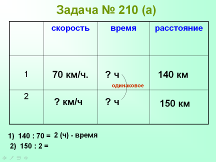 Задача № 210 (а)
скорость время расстояние
1 70 км/ч. ? ч 140 км
одинаковое
2 ? км/ч ? ч 150 км
1) 140 : 70 = 2 (ч) - время
2) 150 : 2 =